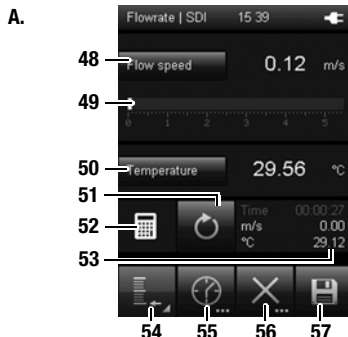 A.
Flowrate | SDI 15 39
48 Flow speed 0.12 m/s
49
0 1 2 3 4 5
50 Temperature 29.56 °C
51
52 Time 00:00:27
m/s 0.00
53 °C 29.12
54 55 56 57